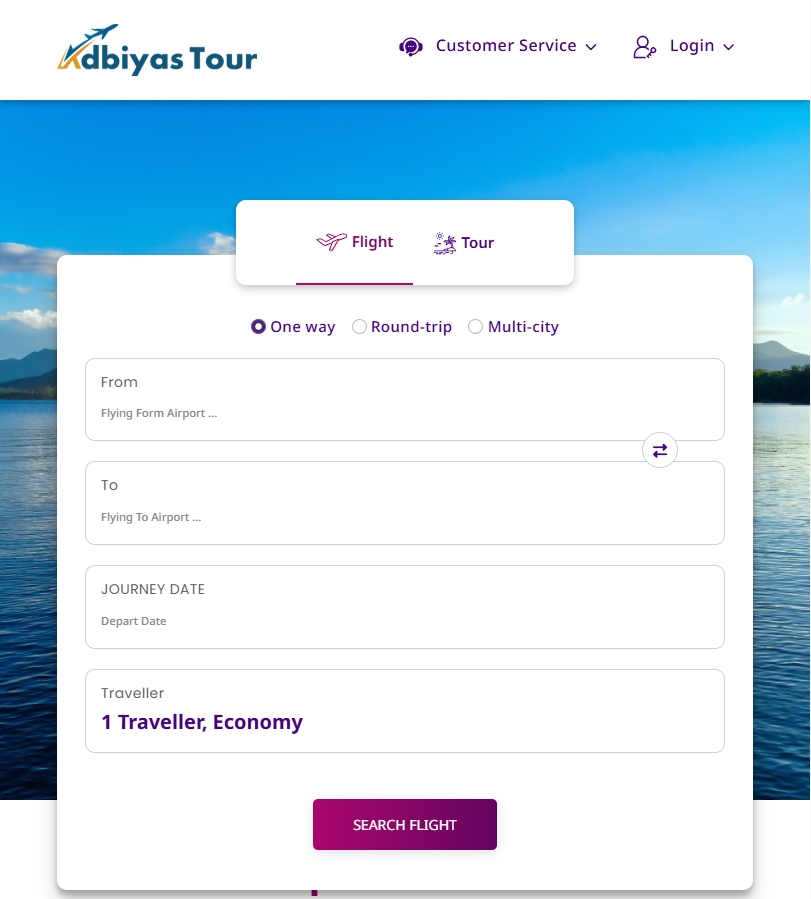 Adbiyas Tour
Customer Service
Login
Flight
Tour
One way
Round-trip
Multi-city
From
Flying Form Airport ...
To
Flying To Airport ...
JOURNEY DATE
Depart Date
Traveller
1 Traveller, Economy
SEARCH FLIGHT